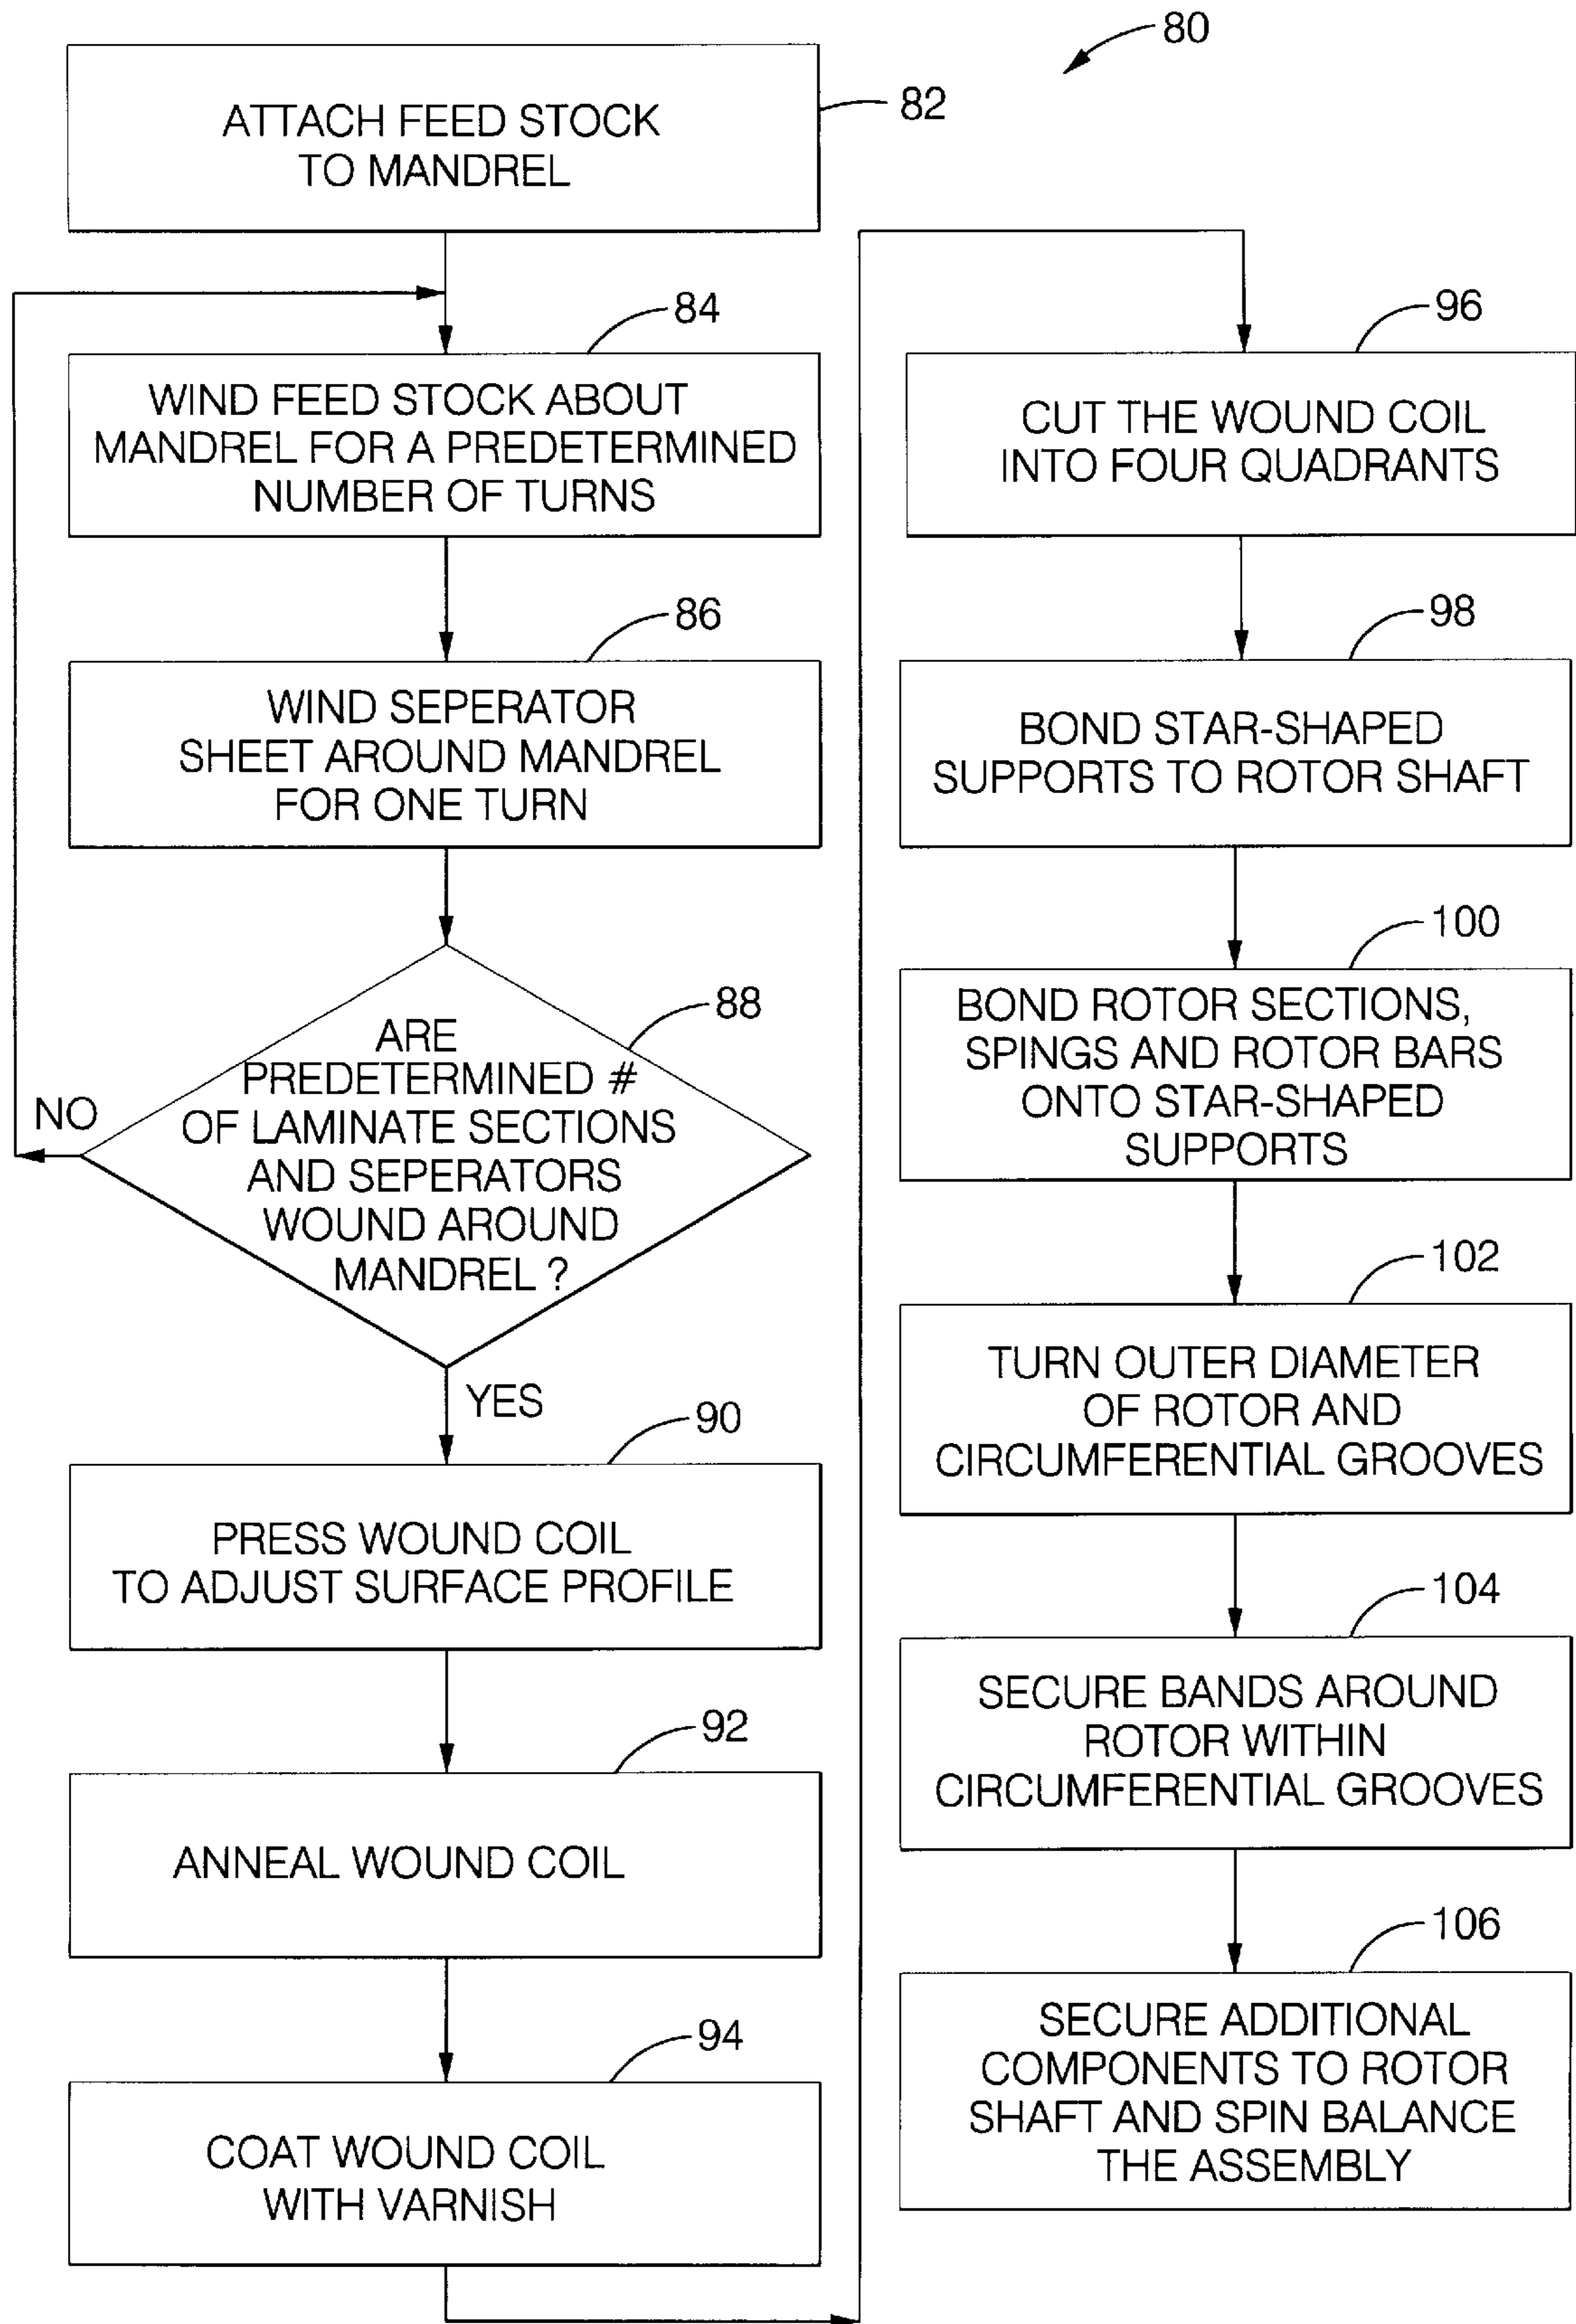 80
ATTACH FEED STOCK
TO MANDREL
82
84
WIND FEED STOCK ABOUT
MANDREL FOR A PREDETERMINED
NUMBER OF TURNS
86
WIND SEPERATOR
SHEET AROUND MANDREL
FOR ONE TURN
88
ARE
PREDETERMINED #
OF LAMINATE SECTIONS
AND SEPERATORS
WOUND AROUND
MANDREL ?
NO
YES
90
PRESS WOUND COIL
TO ADJUST SURFACE PROFILE
92
ANNEAL WOUND COIL
94
COAT WOUND COIL
WITH VARNISH
96
CUT THE WOUND COIL
INTO FOUR QUADRANTS
98
BOND STAR-SHAPED
SUPPORTS TO ROTOR SHAFT
100
BOND ROTOR SECTIONS,
SPINGS AND ROTOR BARS
ONTO STAR-SHAPED
SUPPORTS
102
TURN OUTER DIAMETER
OF ROTOR AND
CIRCUMFERENTIAL GROOVES
104
SECURE BANDS AROUND
ROTOR WITHIN
CIRCUMFERENTIAL GROOVES
106
SECURE ADDITIONAL
COMPONENTS TO ROTOR
SHAFT AND SPIN BALANCE
THE ASSEMBLY